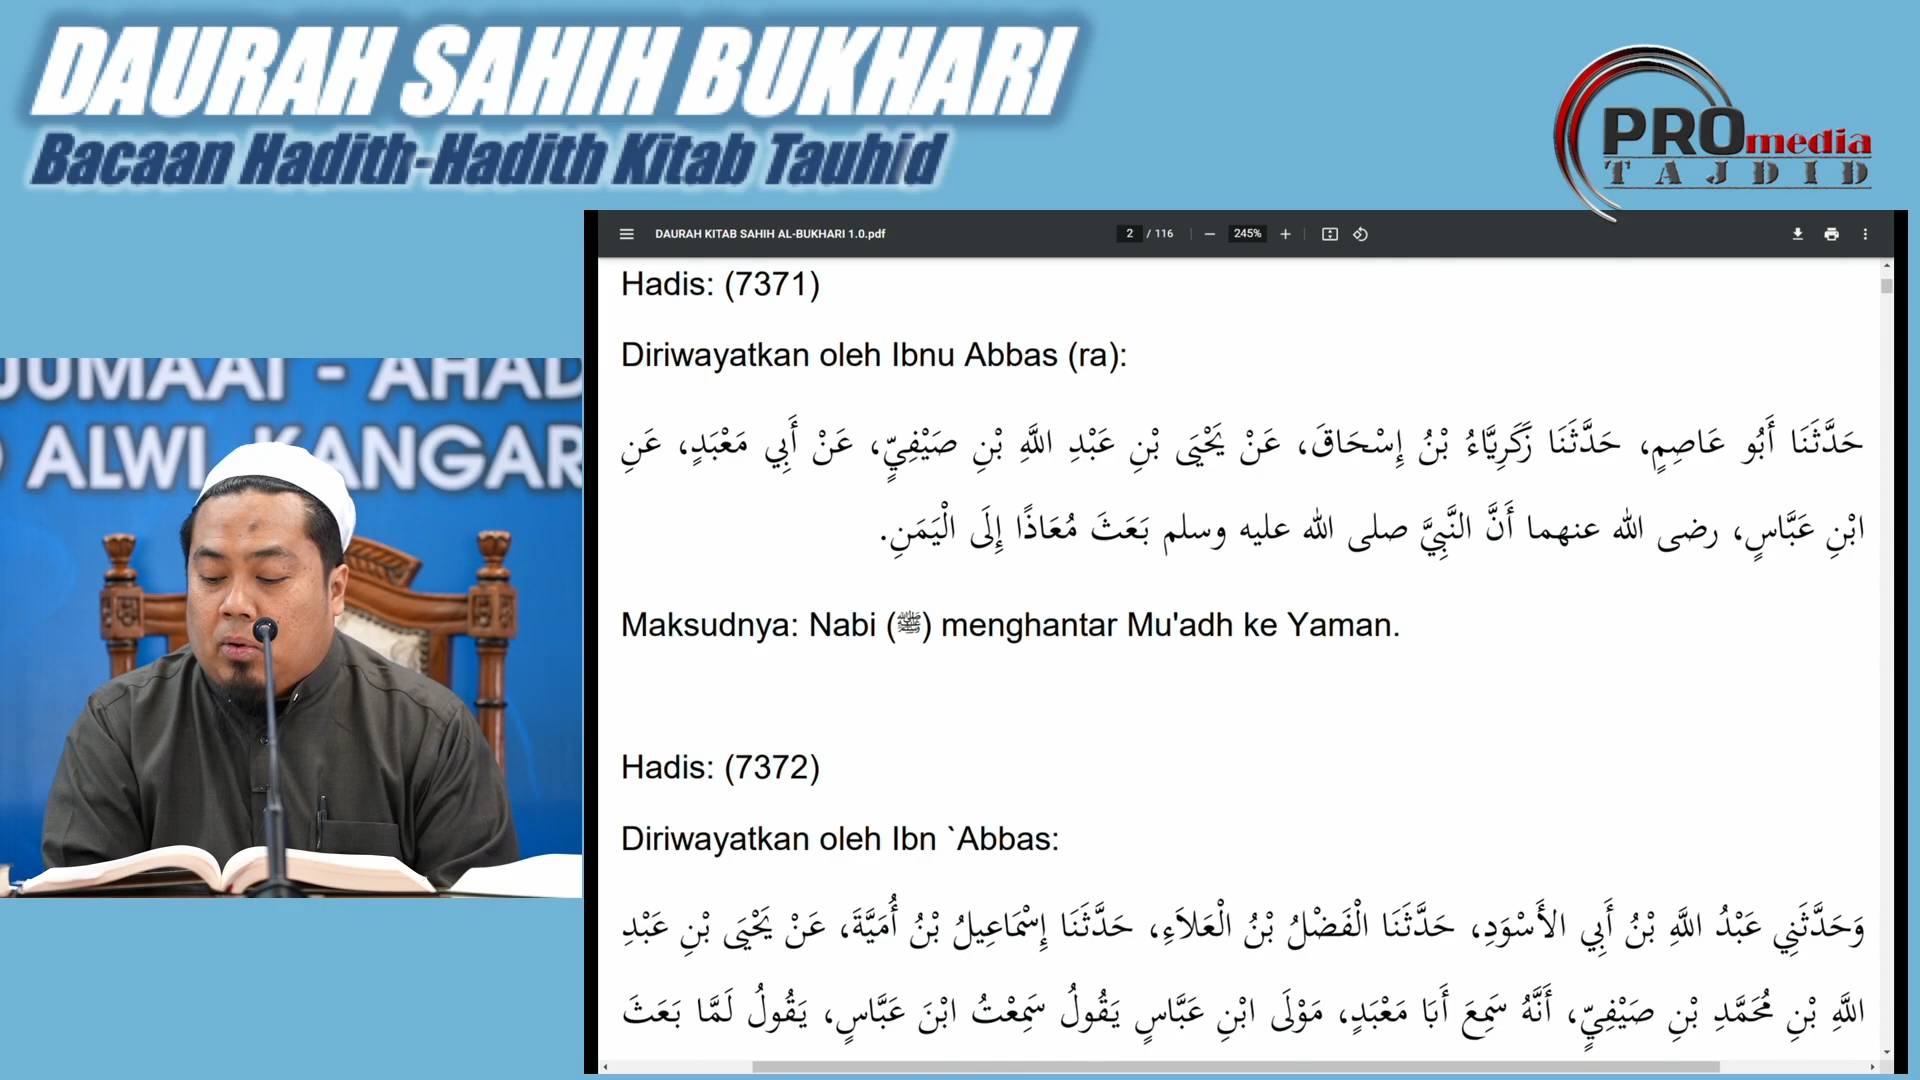 DAURAH SAHIH BUKHARI
Bacaan Hadith-Hadith Kitab Tauhid
PROmedia
TAJDID
JUMAAT - AHAD
ALWI, KANGAR
DAURAH KITAB SAHIH AL-BUKHARI 1.0.pdf
2 / 116
245%
Hadis: (7371)
Diriwayatkan oleh Ibnu Abbas (ra):
حَدَّثَنَا أَبُو عَاصِمٍ، حَدَّثَنَا زَكَرِيَّاءُ بْنُ إِسْحَاقَ، عَنْ يَحْيَى بْنِ عَبْدِ اللَّهِ بْنِ صَيْفِيٍّ، عَنْ أَبِي مَعْبَدٍ، عَنِ
ابْنِ عَبَّاسٍ، رضى الله عنهما أَنَّ النَّبِيَّ صلى الله عليه وسلم بَعَثَ مُعَاذًا إِلَى الْيَمَنِ.
Maksudnya: Nabi (ﷺ) menghantar Mu'adh ke Yaman.
Hadis: (7372)
Diriwayatkan oleh Ibn `Abbas:
وَحَدَّثَنِي عَبْدُ اللَّهِ بْنُ أَبِي الأَسْوَدِ، حَدَّثَنَا الْفَضْلُ بْنُ الْعَلاَءِ، حَدَّثَنَا إِسْمَاعِيلُ بْنُ أُمَيَّةَ، عَنْ يَحْيَى بْنِ عَبْدِ
اللَّهِ بْنِ مُحَمَّدِ بْنِ صَيْفِيٍّ، أَنَّهُ سَمِعَ أَبَا مَعْبَدٍ، مَوْلَى ابْنِ عَبَّاسٍ يَقُولُ سَمِعْتُ ابْنَ عَبَّاسٍ، يَقُولُ لَمَّا بَعَثَ